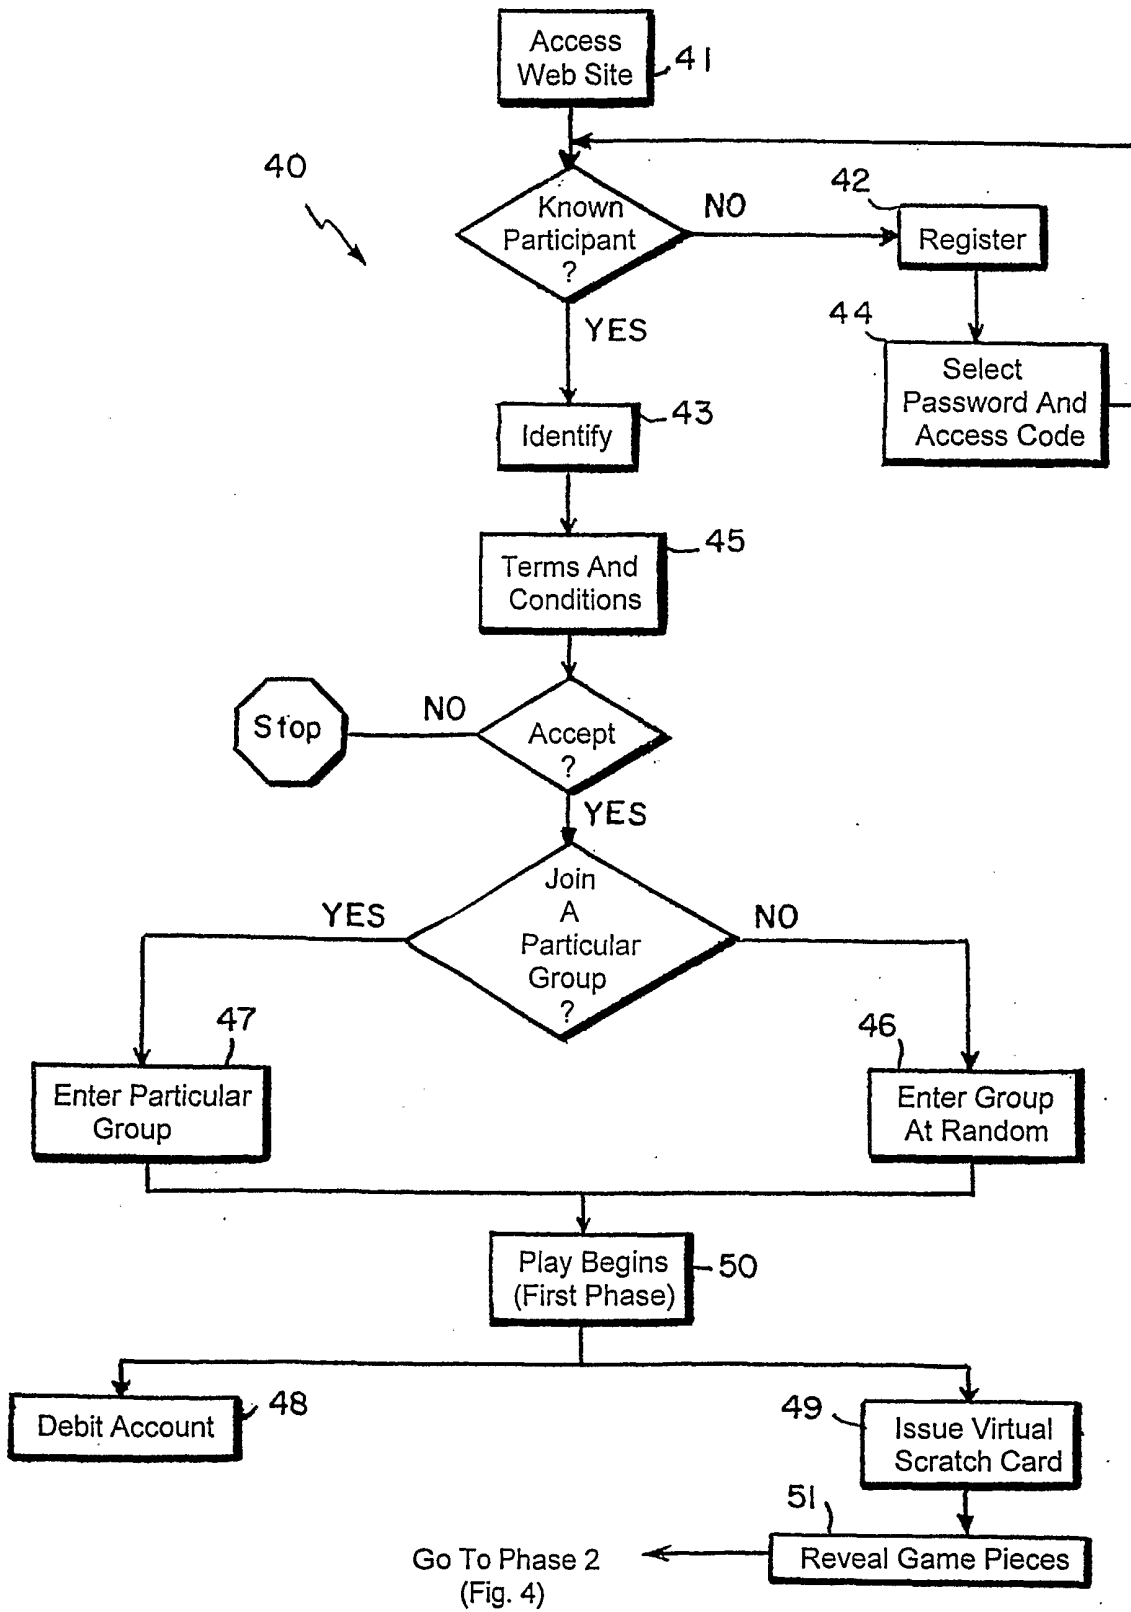 Access
Web Site
41
40
Known
Participant
?
NO
42
Register
YES
44
Select
Password And
Access Code
43
Identify
45
Terms And
Conditions
Stop
NO
Accept
?
YES
Join
A
Particular
Group
?
YES
NO
47
Enter Particular
Group
46
Enter Group
At Random
Play Begins
(First Phase)
50
Debit Account
48
49
Issue Virtual
Scratch Card
51
Reveal Game Pieces
Go To Phase 2
(Fig. 4)